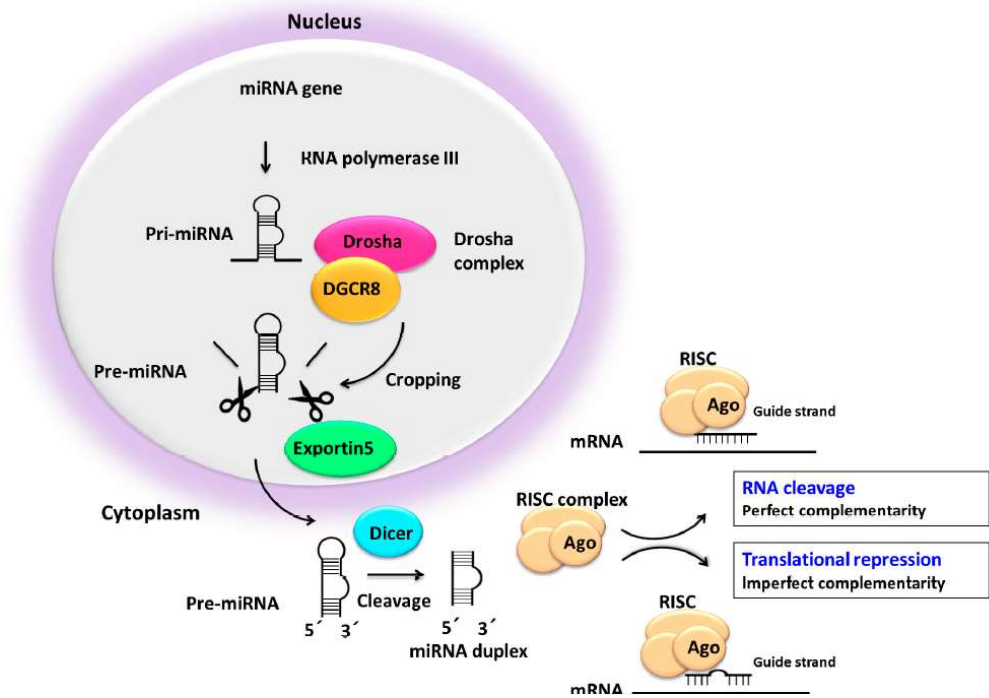 Nucleus
miRNA gene
RNA polymerase III
Pri-miRNA
Drosha
DGCR8
Drosha
complex
Pre-miRNA
Cropping
Exportin5
Cytoplasm
Dicer
Pre-miRNA
Cleavage
5´ 3´
5´ 3´
miRNA duplex
RISC complex
Ago
RISC
Ago
Guide strand
mRNA
RNA cleavage
Perfect complementarity
Translational repression
Imperfect complementarity
RISC
Ago
Guide strand
mRNA